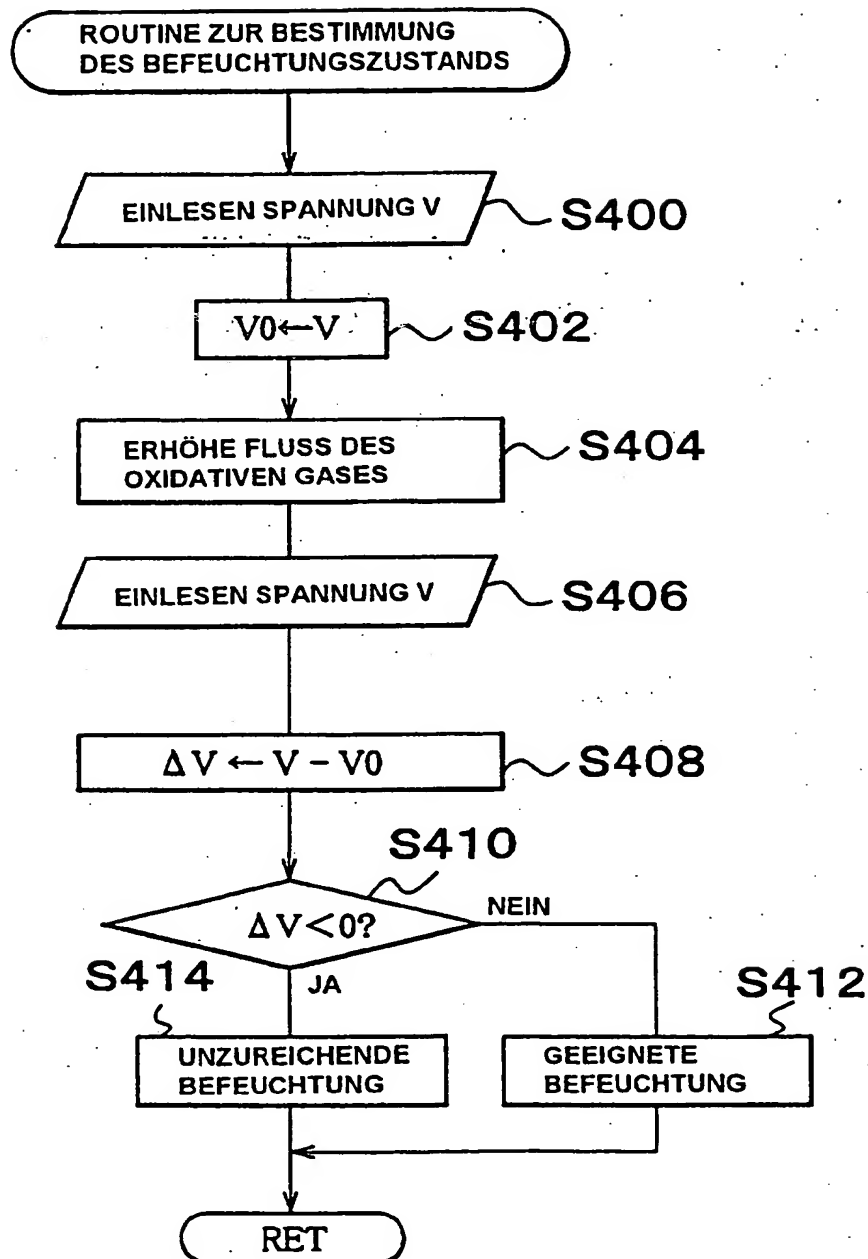 ROUTINE ZUR BESTIMMUNG
DES BEFEUCHTUNGSZUSTANDS
EINLESEN SPANNUNG V
S400
V0←V
S402
ERHÖHE FLUSS DES
OXIDATIVEN GASES
S404
EINLESEN SPANNUNG V
S406
ΔV ← V - V0
S408
S410
ΔV<0?
NEIN
JA
S414
S412
UNZUREICHENDE
BEFEUCHTUNG
GEEIGNETE
BEFEUCHTUNG
RET